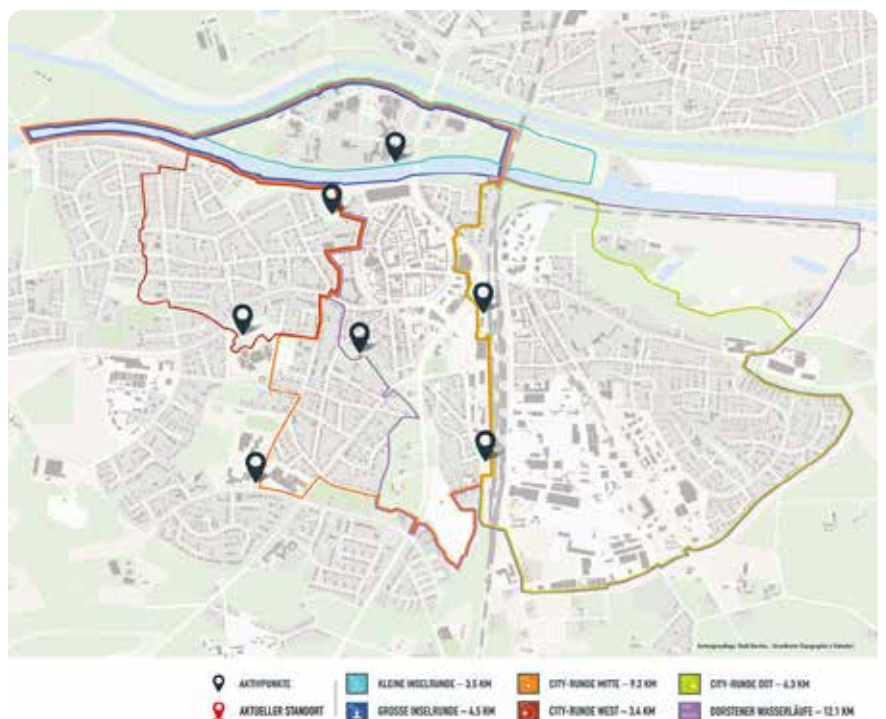 AKTIVPUNKTE
KLEINE INSELRUNDE – 3.5 KM
CITY-RUNDE MITTE – 9.2 KM
CITY-RUNDE OST – 6.3 KM
AKTUELLER STANDORT
GROSSE INSELRUNDE – 4.5 KM
CITY-RUNDE WEST – 3.4 KM
DORSTENER WASSERLÄUFE – 12.1 KM